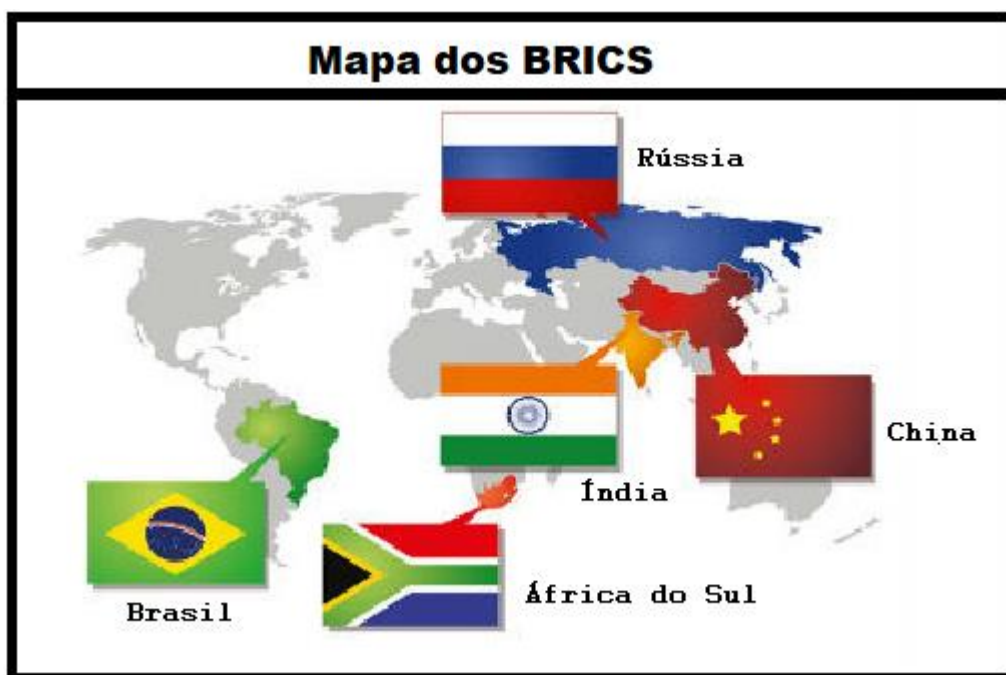 Mapa dos BRICS
Rússia
China
Índia
África do Sul
Brasil